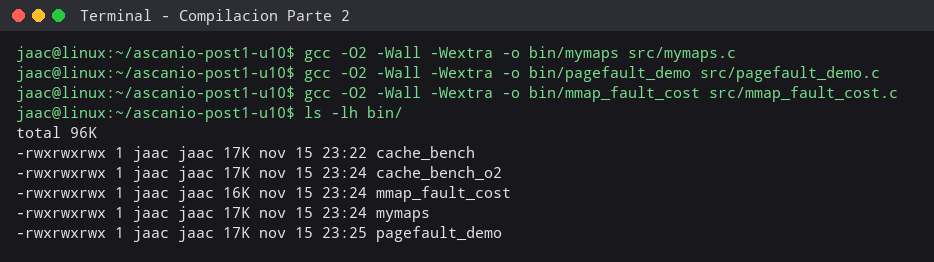 Terminal - Compilacion Parte 2
jaac@linux:~/ascanio-post1-u10$ gcc -O2 -Wall -Wextra -o bin/mymaps src/mymaps.c
jaac@linux:~/ascanio-post1-u10$ gcc -O2 -Wall -Wextra -o bin/pagefault_demo src/pagefault_demo.c
jaac@linux:~/ascanio-post1-u10$ gcc -O2 -Wall -Wextra -o bin/mmap_fault_cost src/mmap_fault_cost.c
jaac@linux:~/ascanio-post1-u10$ ls -lh bin/
total 96K
-rwxrwxrwx 1 jaac jaac 17K nov 15 23:22 cache_bench
-rwxrwxrwx 1 jaac jaac 17K nov 15 23:24 cache_bench_o2
-rwxrwxrwx 1 jaac jaac 16K nov 15 23:24 mmap_fault_cost
-rwxrwxrwx 1 jaac jaac 17K nov 15 23:24 mymaps
-rwxrwxrwx 1 jaac jaac 17K nov 15 23:25 pagefault_demo